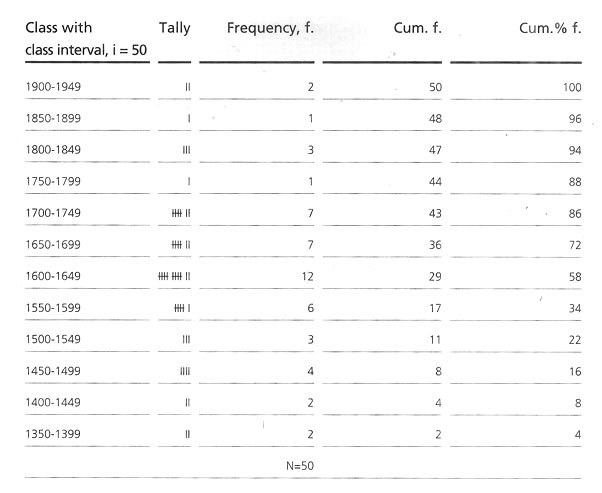 Class with Tally Frequency, f. Cum. f. Cum.% f.
class interval, i = 50
1900-1949 II 2 50 100
1850-1899 I 1 48 96
1800-1849 III 3 47 94
1750-1799 I 1 44 88
1700-1749 IIII II 7 43 86
1650-1699 IIII II 7 36 72
1600-1649 IIII IIII II 12 29 58
1550-1599 IIII I 6 17 34
1500-1549 III 3 11 22
1450-1499 IIII 4 8 16
1400-1449 II 2 4 8
1350-1399 II 2 2 4
N=50